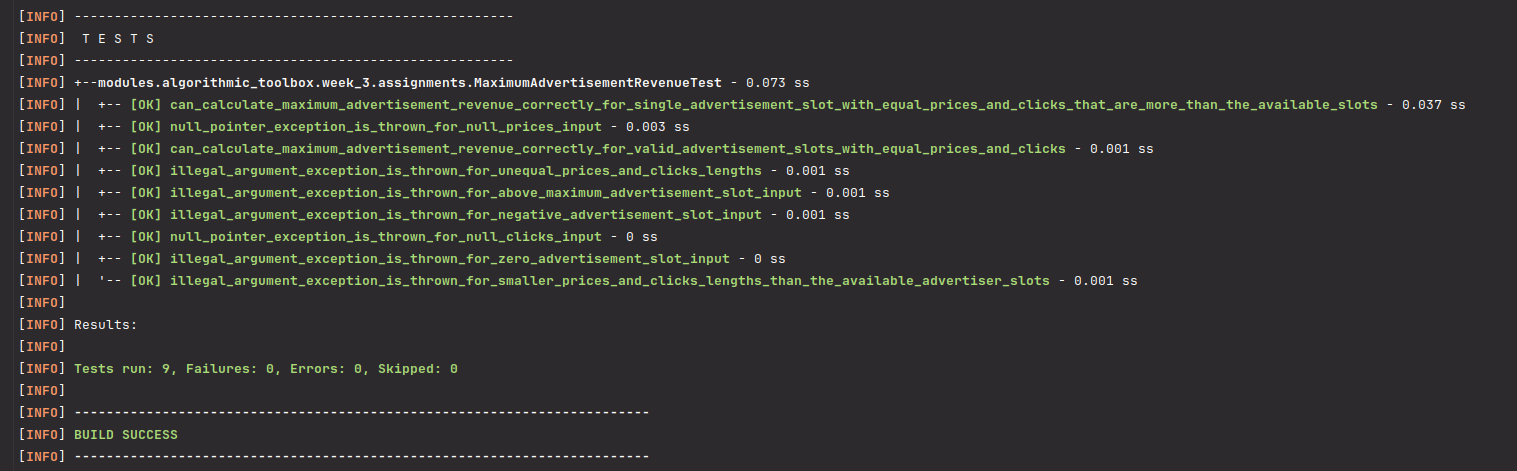 [INFO] -------------------------------------------------------
[INFO]  T E S T S
[INFO] -------------------------------------------------------
[INFO] +--modules.algorithmic_toolbox.week_3.assignments.MaximumAdvertisementRevenueTest - 0.073 ss
[INFO] |  +-- [OK] can_calculate_maximum_advertisement_revenue_correctly_for_single_advertisement_slot_with_equal_prices_and_clicks_that_are_more_than_the_available_slots - 0.037 ss
[INFO] |  +-- [OK] null_pointer_exception_is_thrown_for_null_prices_input - 0.003 ss
[INFO] |  +-- [OK] can_calculate_maximum_advertisement_revenue_correctly_for_valid_advertisement_slots_with_equal_prices_and_clicks - 0.001 ss
[INFO] |  +-- [OK] illegal_argument_exception_is_thrown_for_unequal_prices_and_clicks_lengths - 0.001 ss
[INFO] |  +-- [OK] illegal_argument_exception_is_thrown_for_above_maximum_advertisement_slot_input - 0.001 ss
[INFO] |  +-- [OK] illegal_argument_exception_is_thrown_for_negative_advertisement_slot_input - 0.001 ss
[INFO] |  +-- [OK] null_pointer_exception_is_thrown_for_null_clicks_input - 0 ss
[INFO] |  +-- [OK] illegal_argument_exception_is_thrown_for_zero_advertisement_slot_input - 0 ss
[INFO] |  '-- [OK] illegal_argument_exception_is_thrown_for_smaller_prices_and_clicks_lengths_than_the_available_advertiser_slots - 0.001 ss
[INFO]
[INFO] Results:
[INFO]
[INFO] Tests run: 9, Failures: 0, Errors: 0, Skipped: 0
[INFO]
[INFO] ------------------------------------------------------------------------
[INFO] BUILD SUCCESS
[INFO] ------------------------------------------------------------------------